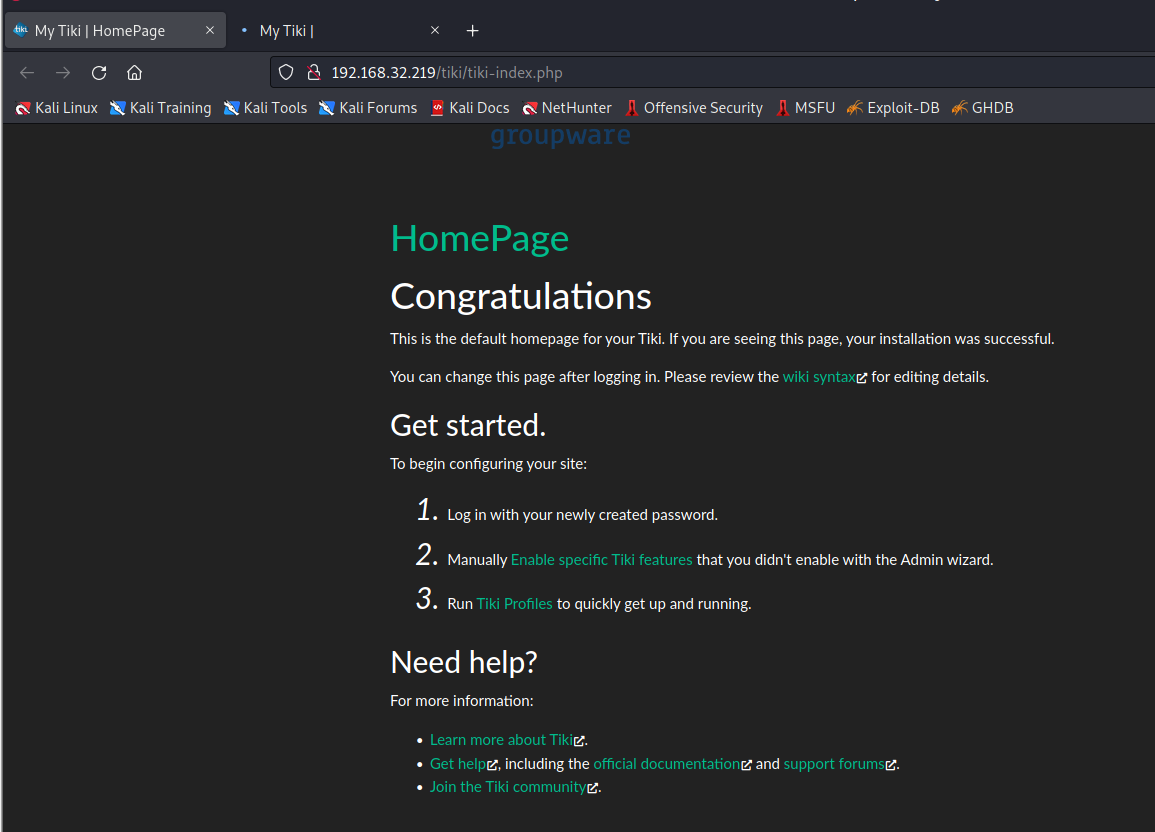 My Tiki | HomePage
My Tiki |
192.168.32.219/tiki/tiki-index.php
Kali Linux Kali Training Kali Tools Kali Forums Kali Docs NetHunter Offensive Security MSFU Exploit-DB GHDB
groupware
HomePage
Congratulations
This is the default homepage for your Tiki. If you are seeing this page, your installation was successful.
You can change this page after logging in. Please review the wiki syntax for editing details.
Get started.
To begin configuring your site:
1. Log in with your newly created password.
2. Manually Enable specific Tiki features that you didn't enable with the Admin wizard.
3. Run Tiki Profiles to quickly get up and running.
Need help?
For more information:
• Learn more about Tiki.
• Get help, including the official documentation and support forums.
• Join the Tiki community.